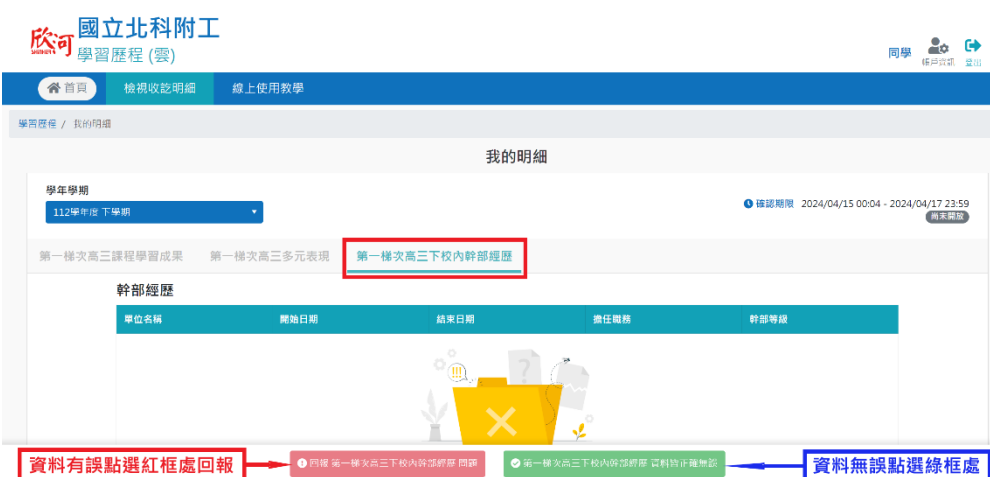 欣河 國立北科附工
學習歷程 (雲)
同學 帳戶資訊 登出
首頁 檢視收訖明細 線上使用教學
學習歷程 / 我的明細
我的明細
學年學期
112學年度 下學期
確認期限 2024/04/15 00:04 - 2024/04/17 23:59
尚未開放
第一梯次高三課程學習成果 第一梯次高三多元表現 第一梯次高三下校內幹部經歷
幹部經歷
單位名稱 開始日期 結束日期 擔任職務 幹部等級
資料有誤點選紅框處回報 回報 第一梯次高三下校內幹部經歷 問題 第一梯次高三下校內幹部經歷 資料皆正確無誤 資料無誤點選綠框處